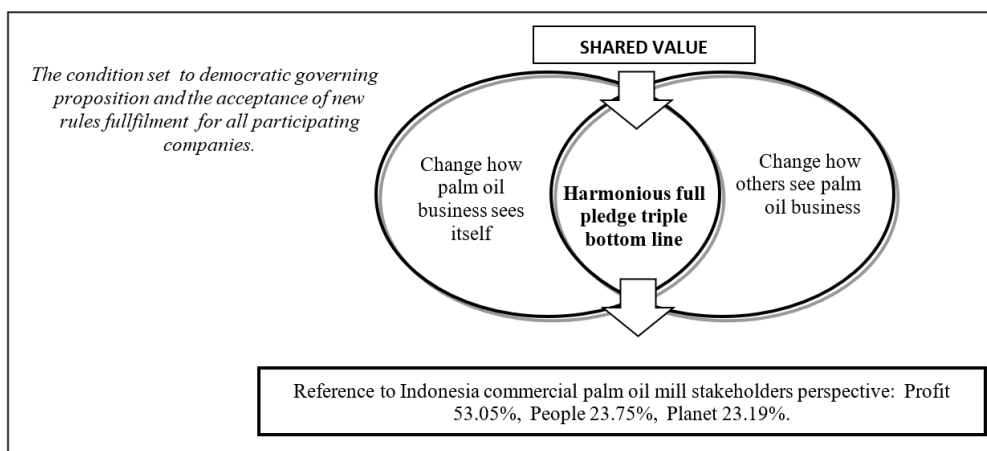 SHARED VALUE
The condition set to democratic governing
proposition and the acceptance of new
rules fullfilment for all participating
companies.
Change how
palm oil
business sees
itself
Harmonious full
pledge triple
bottom line
Change how
others see palm
oil business
Reference to Indonesia commercial palm oil mill stakeholders perspective: Profit
53.05%, People 23.75%, Planet 23.19%.